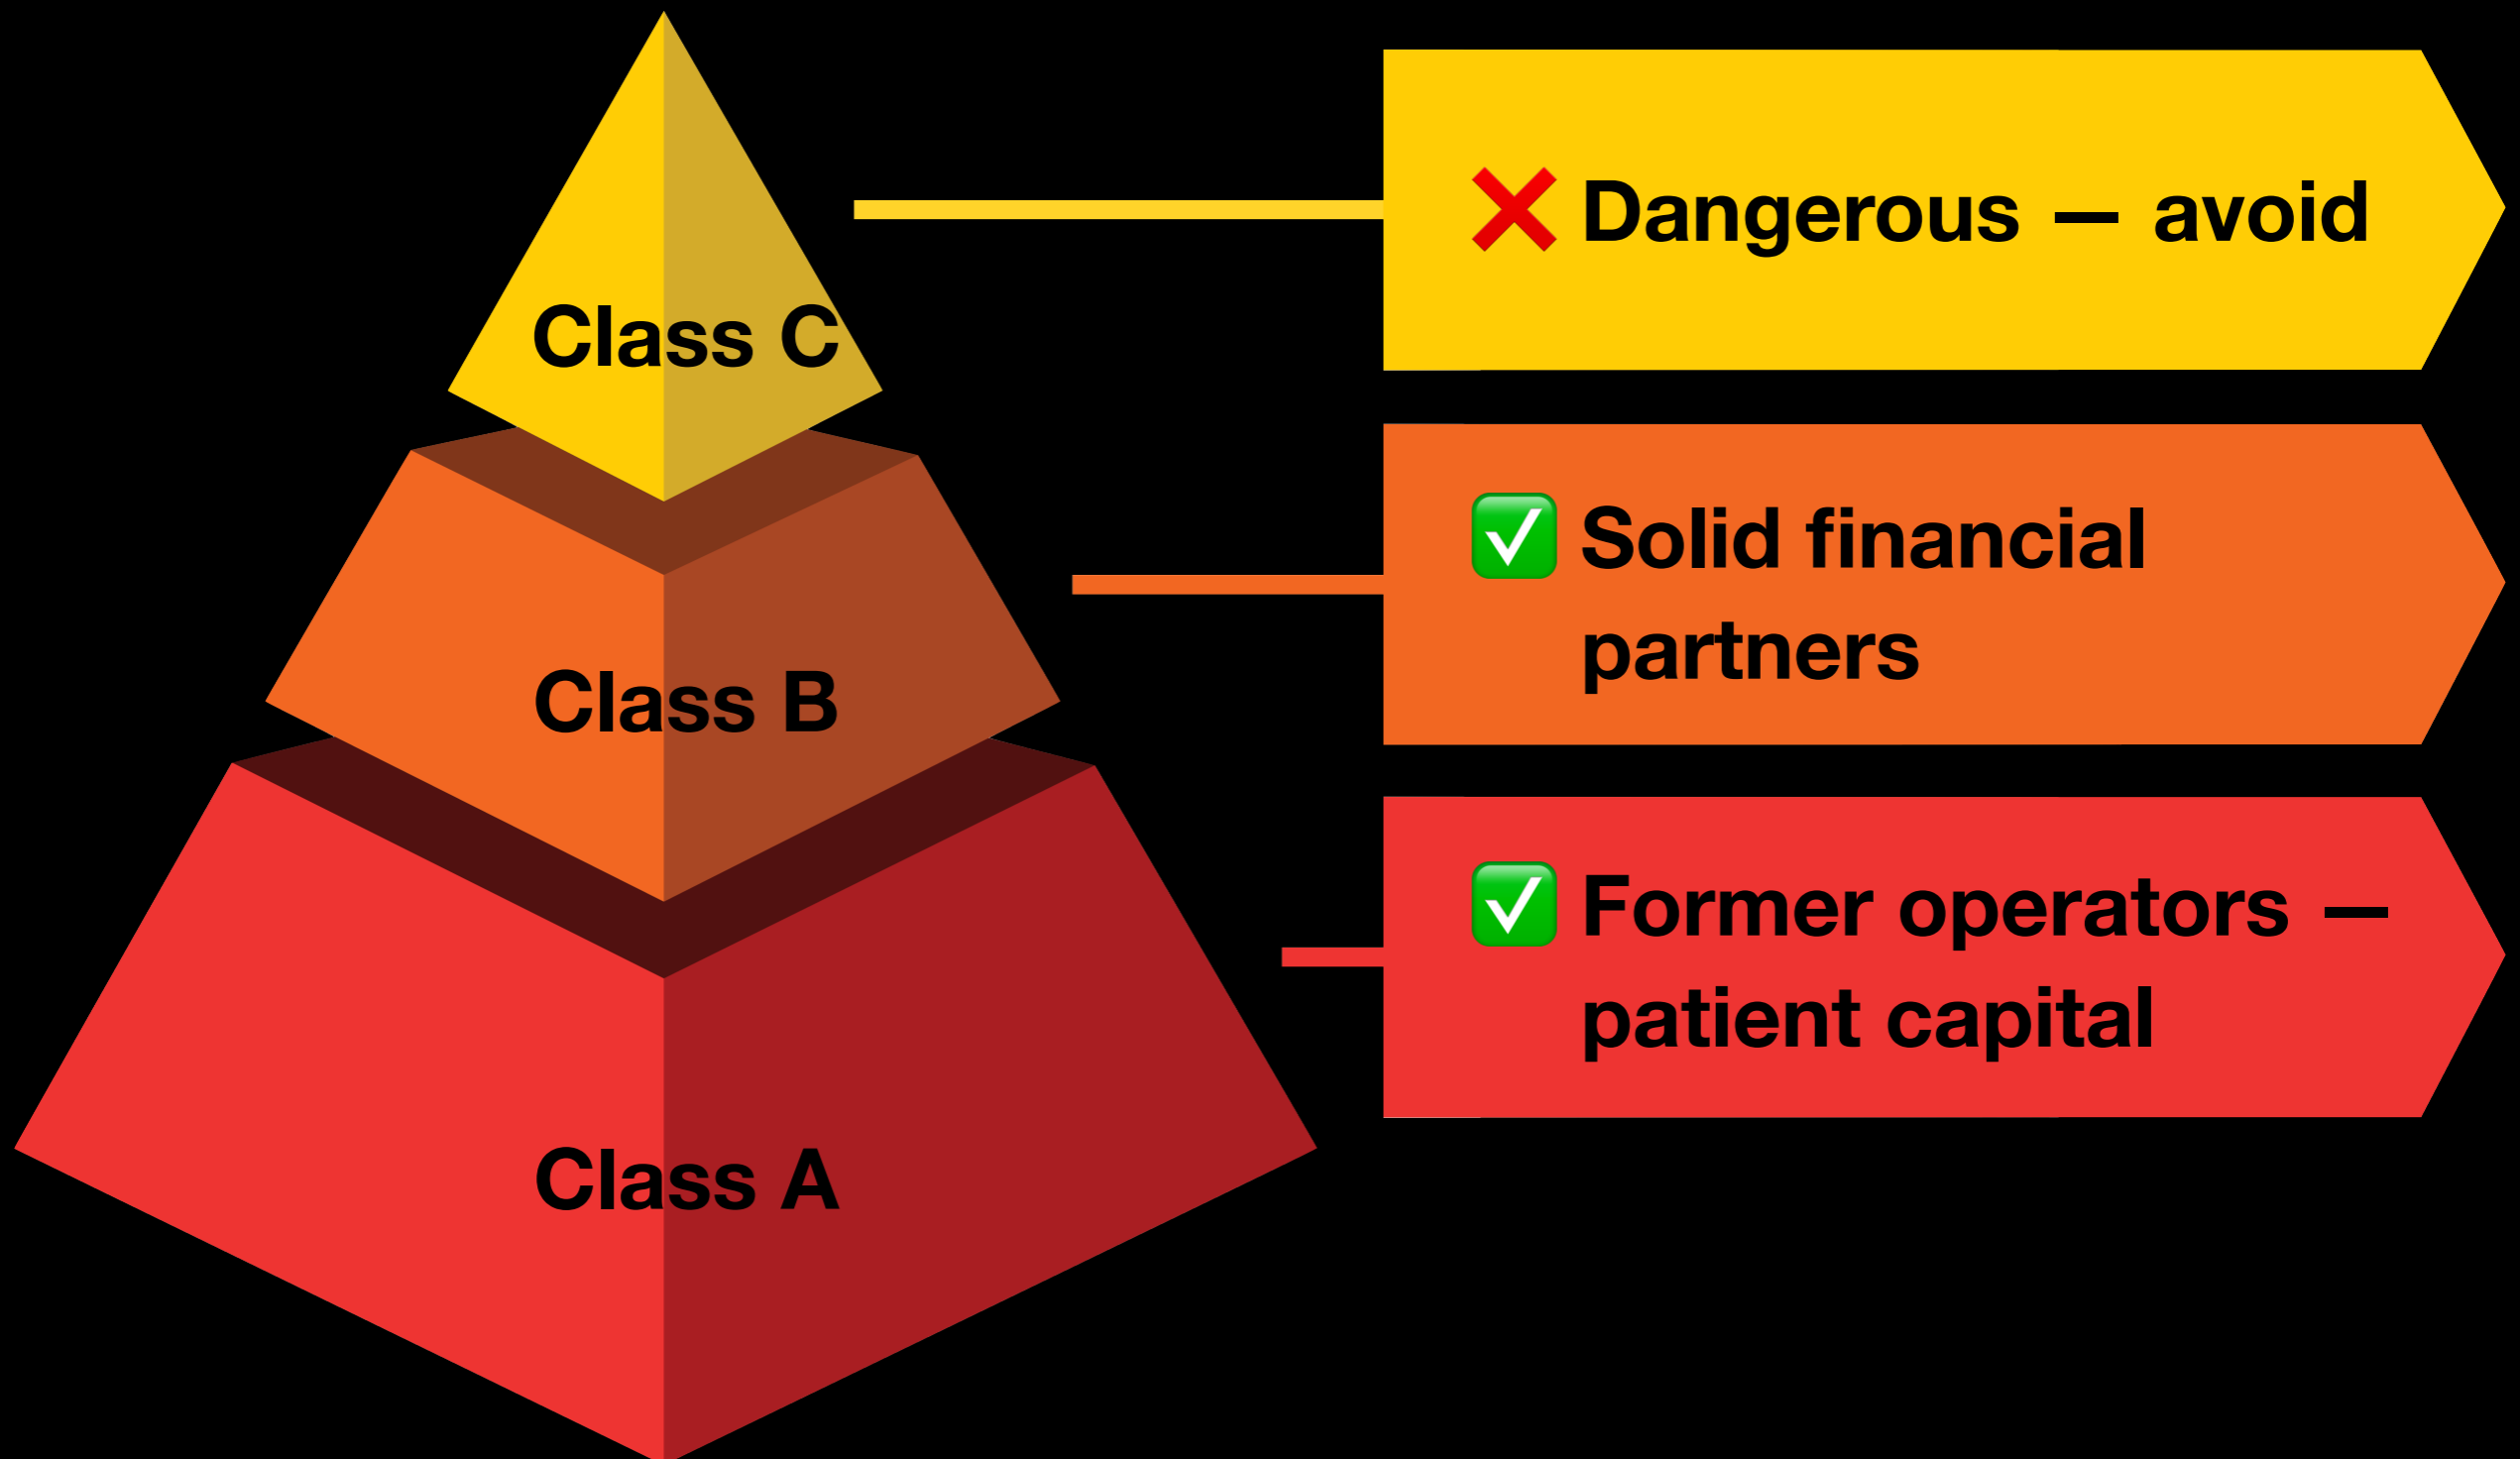 Class C
❌ Dangerous — avoid
Class B
✅ Solid financial
partners
Class A
✅ Former operators —
patient capital